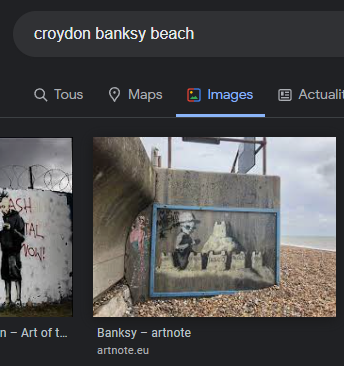 croydon banksy beach
Tous Maps Images Actualit
ASH
TAL
NOW!
n – Art of t...
Banksy – artnote
artnote.eu